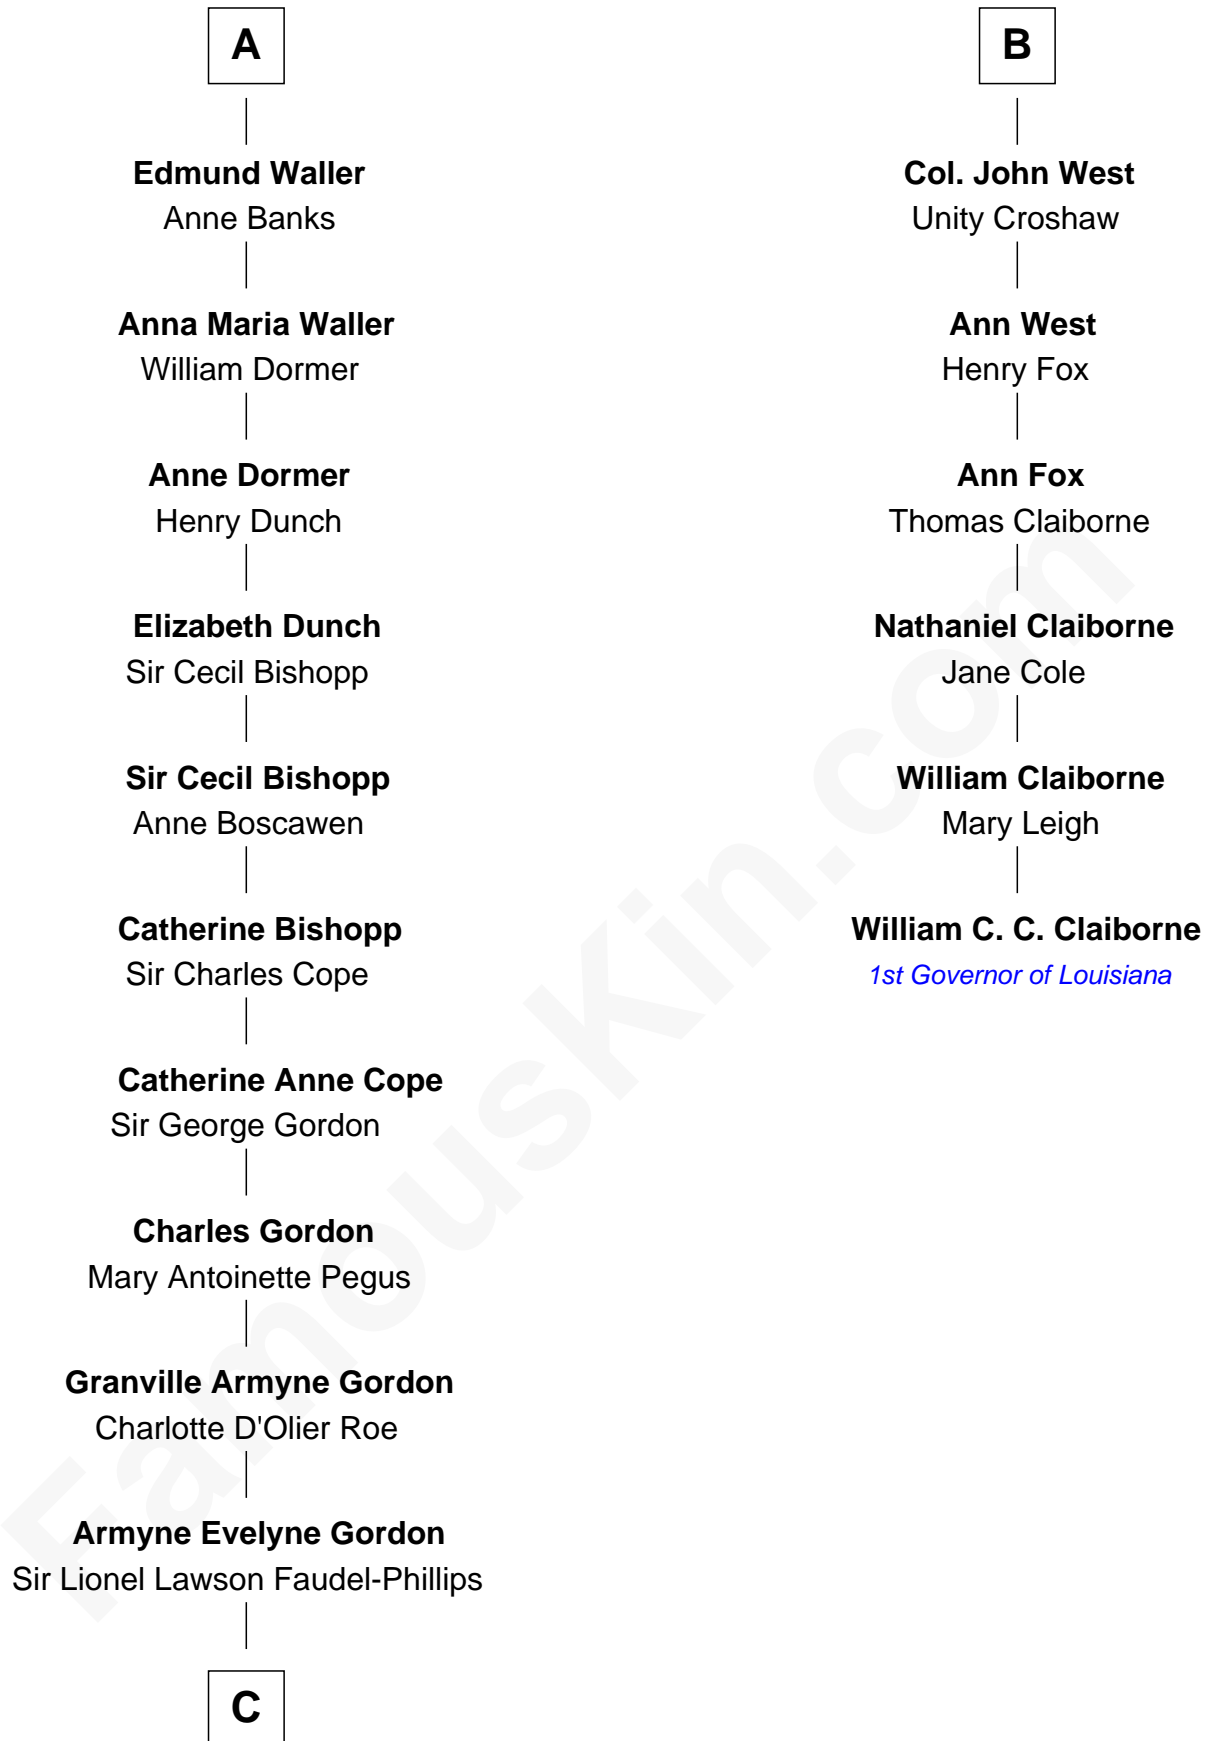 A
Edmund Waller
Anne Banks
Anna Maria Waller
William Dormer
Anne Dormer
Henry Dunch
Elizabeth Dunch
Sir Cecil Bishopp
Sir Cecil Bishopp
Anne Boscawen
Catherine Bishopp
Sir Charles Cope
Catherine Anne Cope
Sir George Gordon
Charles Gordon
Mary Antoinette Pegus
Granville Armyne Gordon
Charlotte D'Olier Roe
Armyne Evelyne Gordon
Sir Lionel Lawson Faudel-Phillips
C
B
Col. John West
Unity Croshaw
Ann West
Henry Fox
Ann Fox
Thomas Claiborne
Nathaniel Claiborne
Jane Cole
William Claiborne
Mary Leigh
William C. C. Claiborne
1st Governor of Louisiana
FamousKin.com